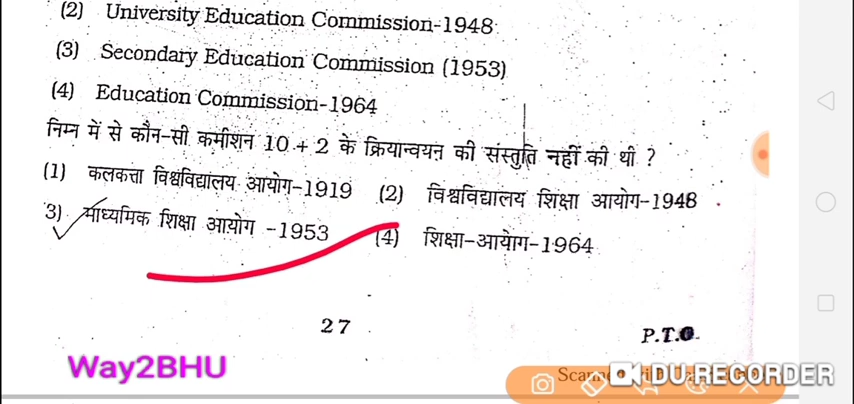 (2) University Education Commission-1948
(3) Secondary Education Commission (1953)
(4) Education Commission-1964
निम्न में से कौन-सी कमीशन 10 + 2 के क्रियान्वयन की संस्तुति नहीं की थी ?
(1) कलकत्ता विश्वविद्यालय आयोग-1919 (2) विश्वविद्यालय शिक्षा आयोग-1948
3) माध्यमिक शिक्षा आयोग -1953 (4) शिक्षा-आयोग-1964
27
P.T.O.
Way2BHU
DU RECORDER